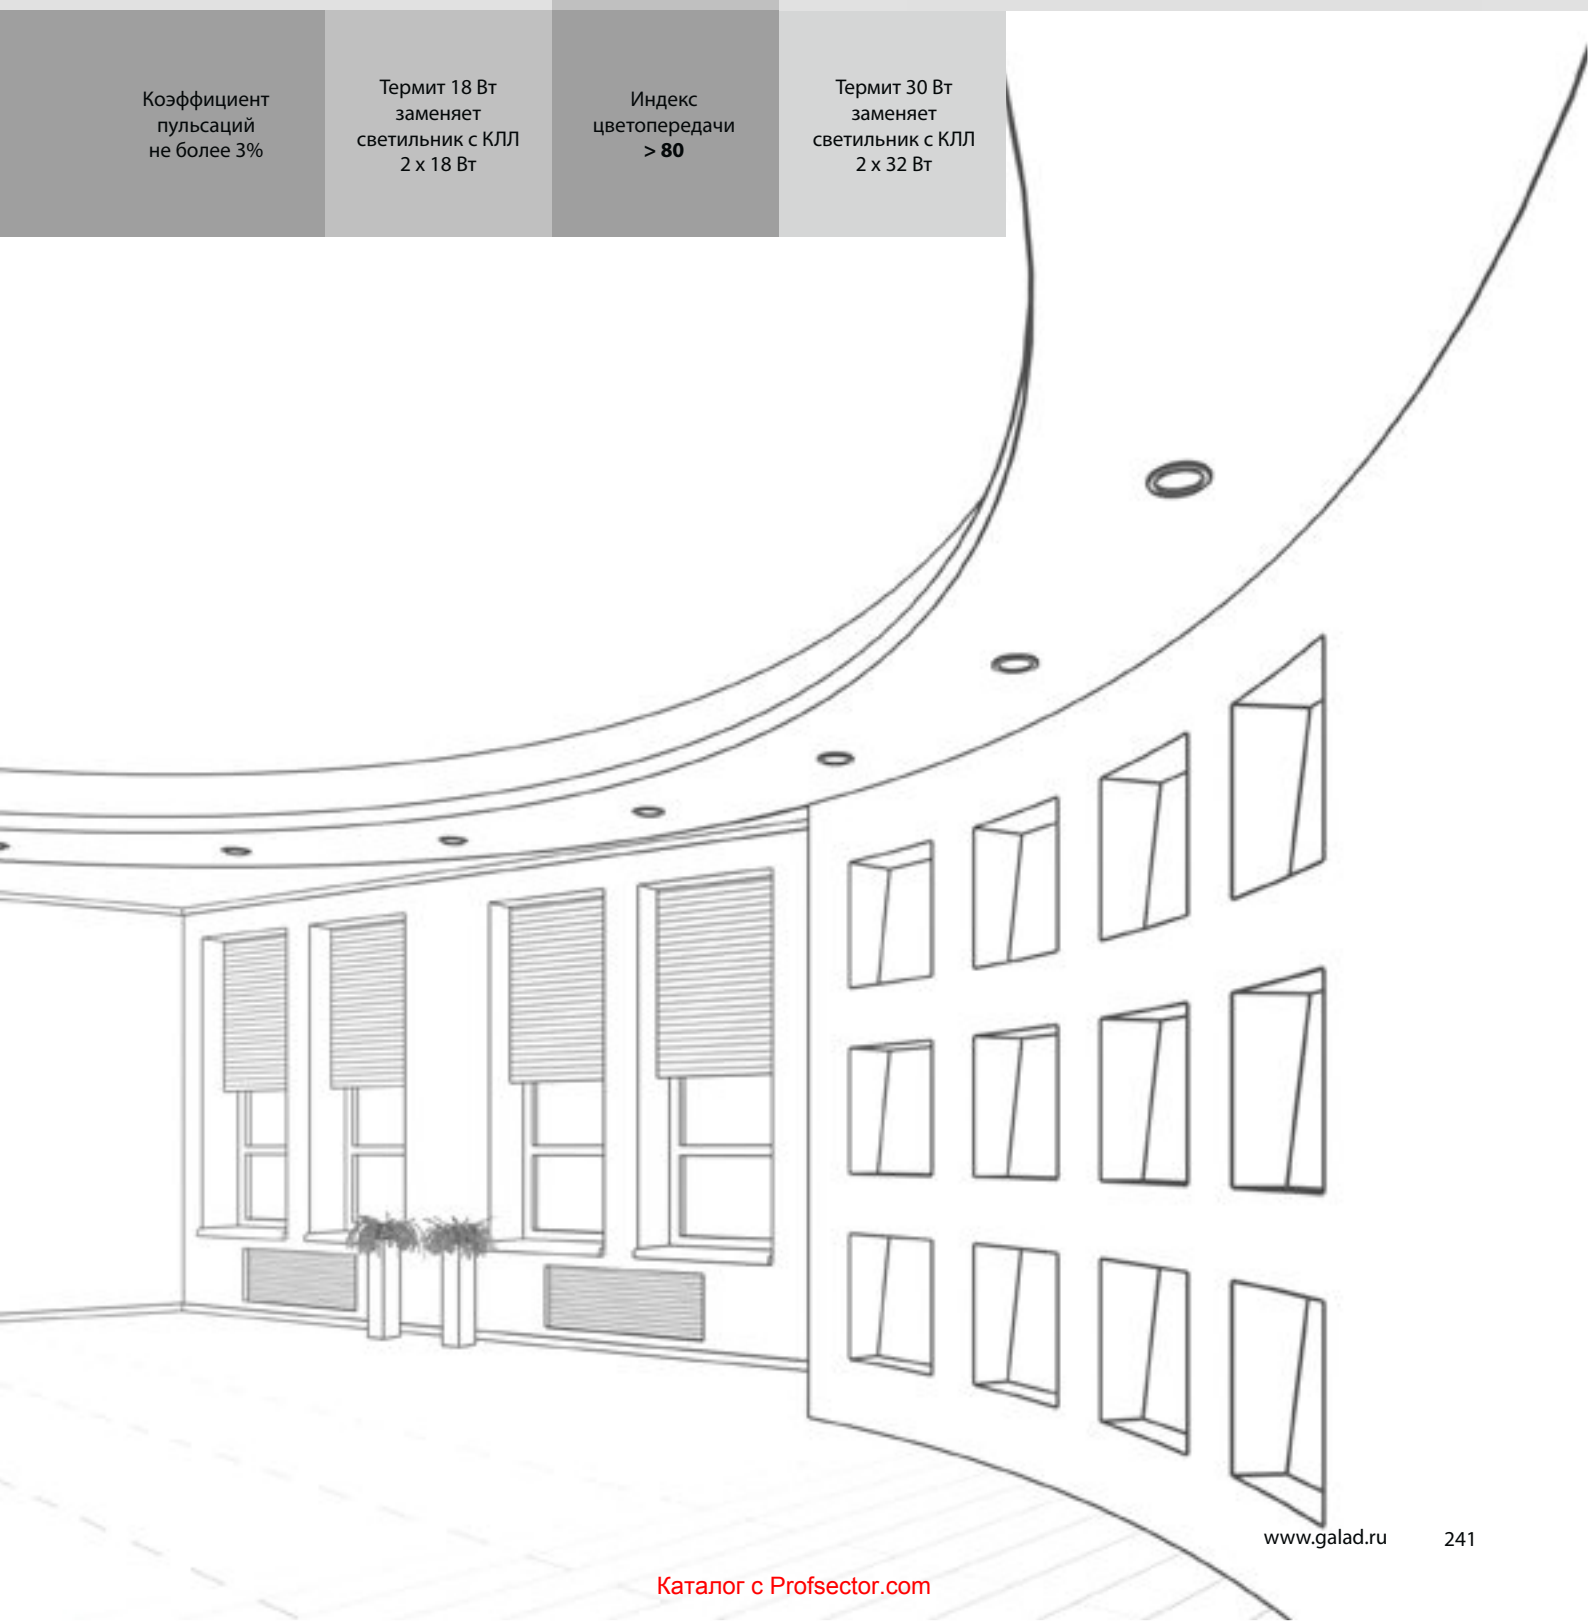 Коэффициент
пульсаций
не более 3%
Термит 18 Вт
заменяет
светильник с КЛЛ
2 х 18 Вт
Индекс
цветопередачи
> 80
Термит 30 Вт
заменяет
светильник с КЛЛ
2 х 32 Вт
www.galad.ru 241
Каталог с Profsector.com